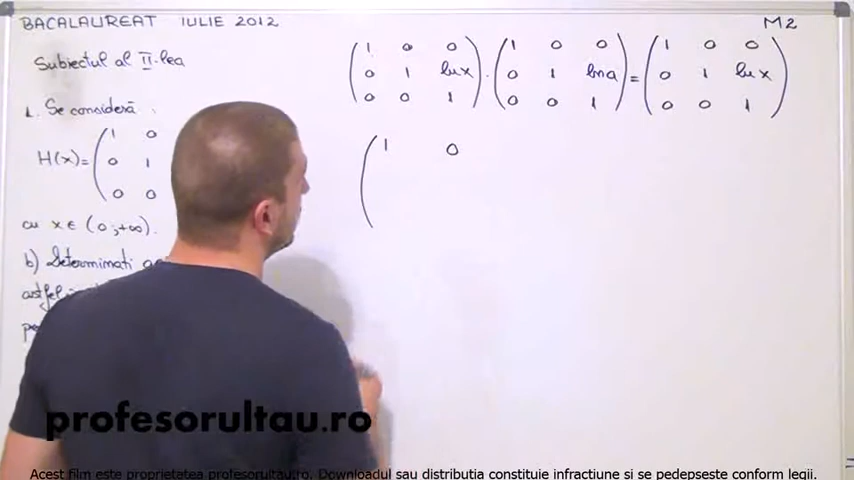 BACALAUREAT IULIE 2012 M2
Subiectul al II-lea
1. Se consideră
H(x)= ( 1 0
0 1
0 0
cu x ∈ (0;+∞).
b) Determinați
astfel
( 1 0 0 ) · ( 1 0 0 ) = ( 1 0 0 )
( 0 1 ln x ) · ( 0 1 ln a ) = ( 0 1 ln x )
( 0 0 1 ) ( 0 0 1 ) ( 0 0 1 )
( 1 0
profesorultau.ro
Acest film este proprietatea profesorultau.ro. Downloadul sau distributia constituie infractiune si se pedepseste conform legii.